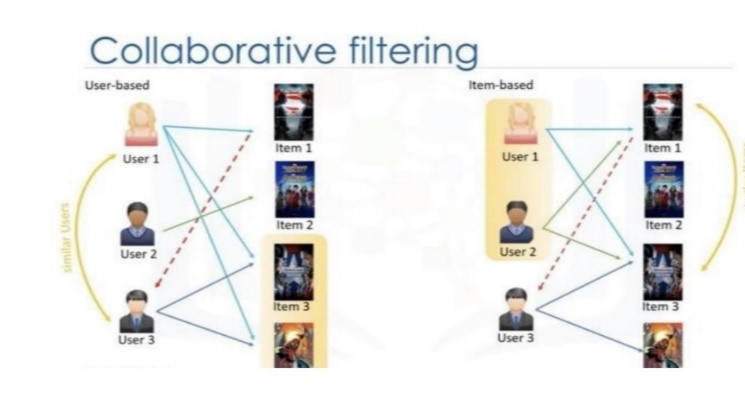 Collaborative filtering
User-based
Item 1
User 1
Item 2
User 2
similar Users
Item 3
User 3
Item-based
Item 1
User 1
Item 2
User 2
Item 3
User 3